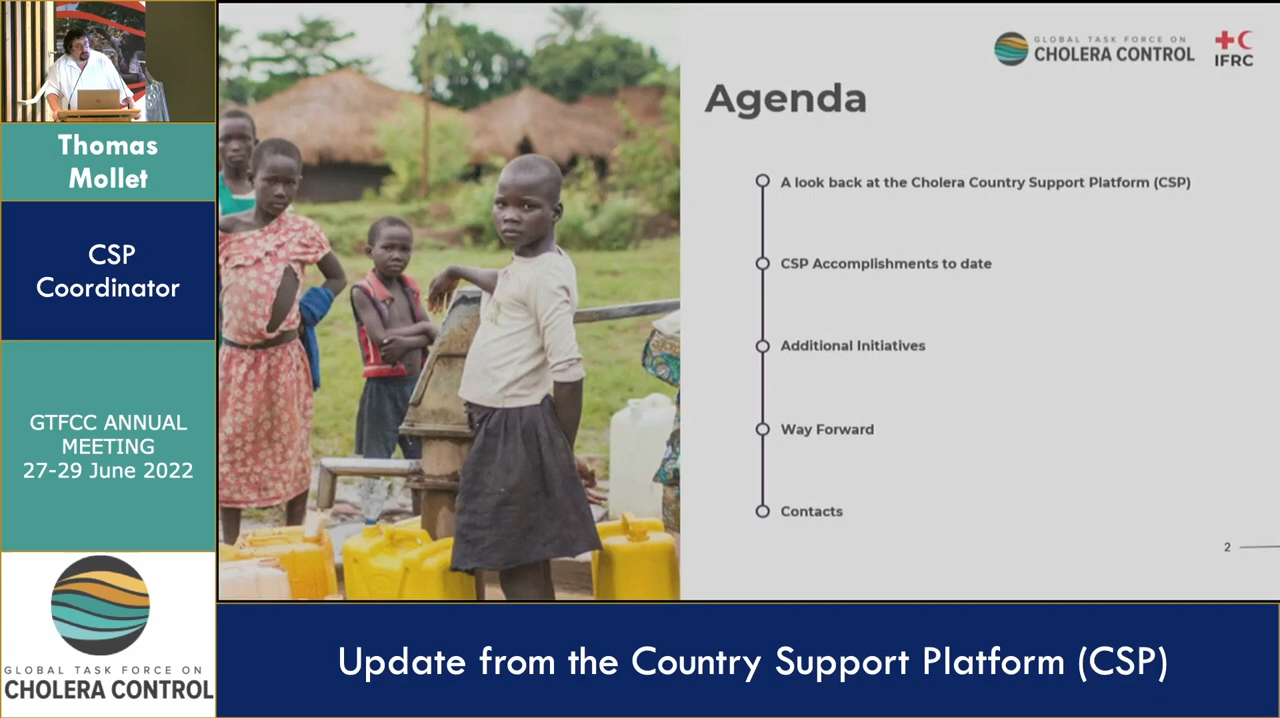 Thomas
Mollet
CSP
Coordinator
GTFCC ANNUAL
MEETING
27-29 June 2022
GLOBAL TASK FORCE ON
CHOLERA CONTROL
GLOBAL TASK FORCE ON
CHOLERA CONTROL
IFRC
Agenda
A look back at the Cholera Country Support Platform (CSP)
CSP Accomplishments to date
Additional Initiatives
Way Forward
Contacts
2
Update from the Country Support Platform (CSP)